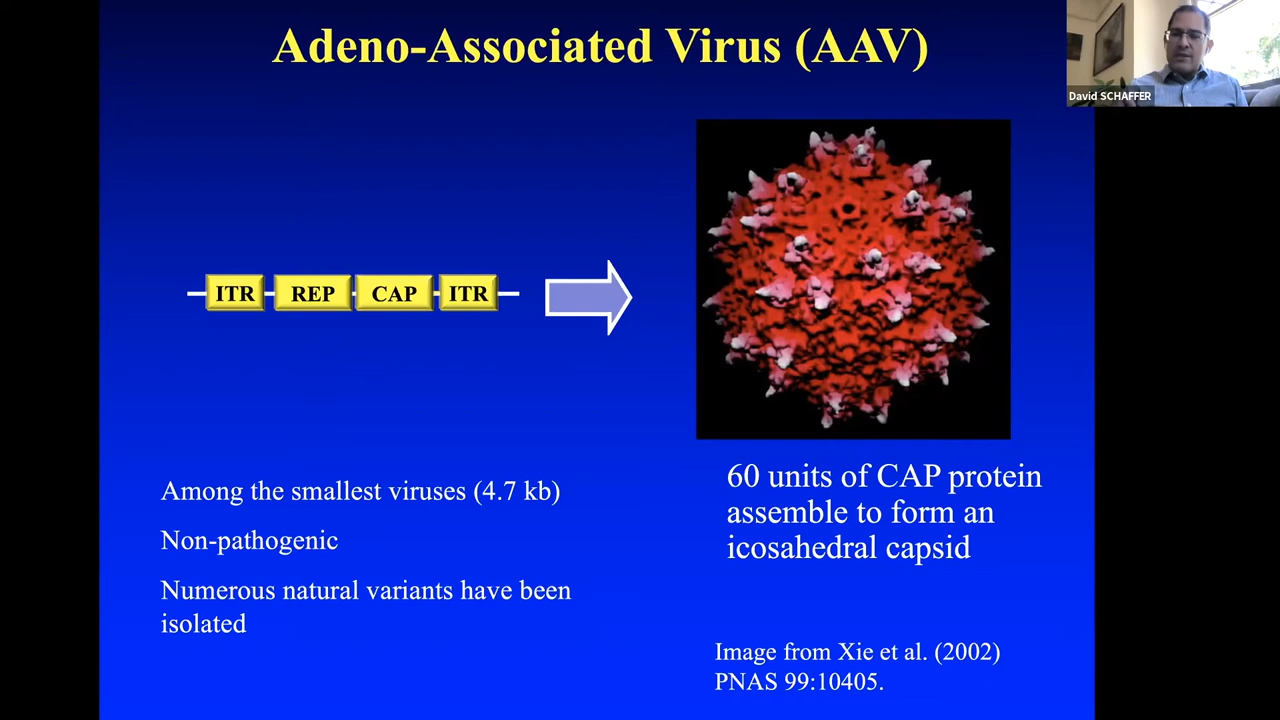 Adeno-Associated Virus (AAV)
David SCHAFFER
ITR REP CAP ITR
Among the smallest viruses (4.7 kb)
Non-pathogenic
Numerous natural variants have been
isolated
60 units of CAP protein
assemble to form an
icosahedral capsid
Image from Xie et al. (2002)
PNAS 99:10405.